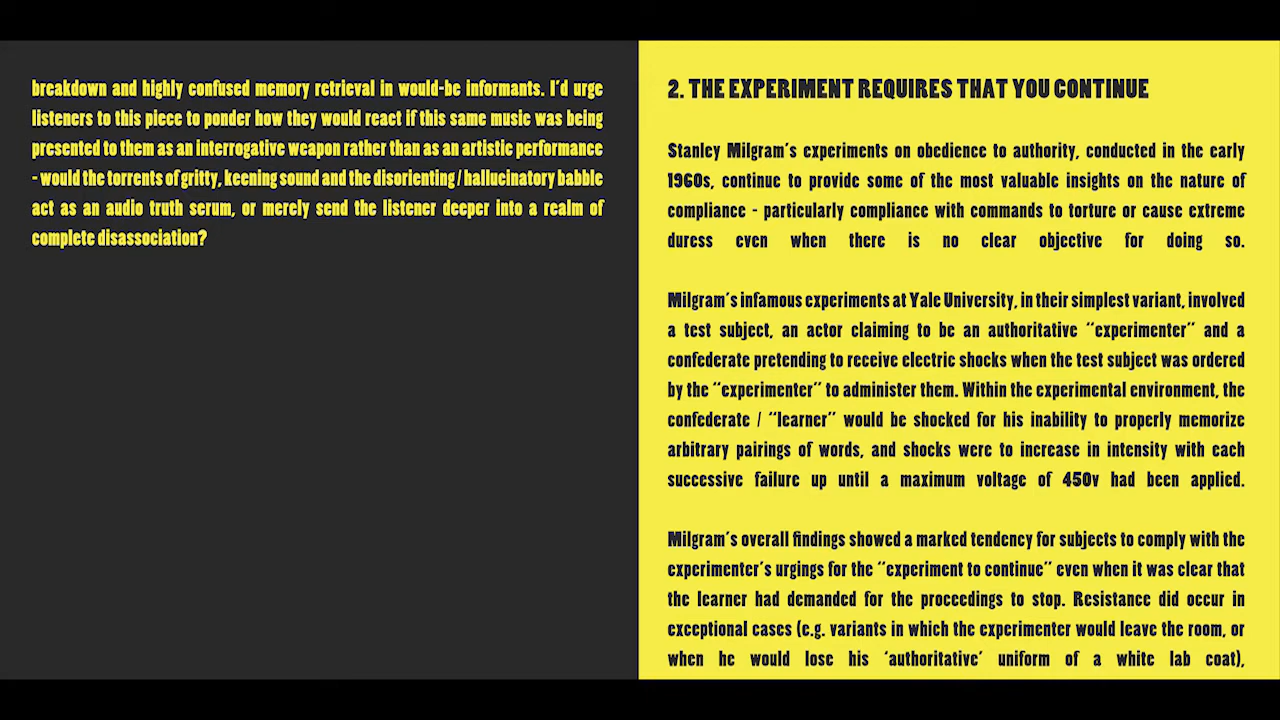 breakdown and highly confused memory retrieval in would-be informants. I'd urge
listeners to this piece to ponder how they would react if this same music was being
presented to them as an interrogative weapon rather than as an artistic performance
- would the torrents of gritty, keening sound and the disorienting / hallucinatory babble
act as an audio truth serum, or merely send the listener deeper into a realm of
complete disassociation?
2. THE EXPERIMENT REQUIRES THAT YOU CONTINUE
Stanley Milgram's experiments on obedience to authority, conducted in the early
1960s, continue to provide some of the most valuable insights on the nature of
compliance - particularly compliance with commands to torture or cause extreme
duress even when there is no clear objective for doing so.
Milgram's infamous experiments at Yale University, in their simplest variant, involved
a test subject, an actor claiming to be an authoritative "experimenter" and a
confederate pretending to receive electric shocks when the test subject was ordered
by the "experimenter" to administer them. Within the experimental environment, the
confederate / "learner" would be shocked for his inability to properly memorize
arbitrary pairings of words, and shocks were to increase in intensity with each
successive failure up until a maximum voltage of 450v had been applied.
Milgram's overall findings showed a marked tendency for subjects to comply with the
experimenter's urgings for the "experiment to continue" even when it was clear that
the learner had demanded for the proceedings to stop. Resistance did occur in
exceptional cases (e.g. variants in which the experimenter would leave the room, or
when he would lose his 'authoritative' uniform of a white lab coat),